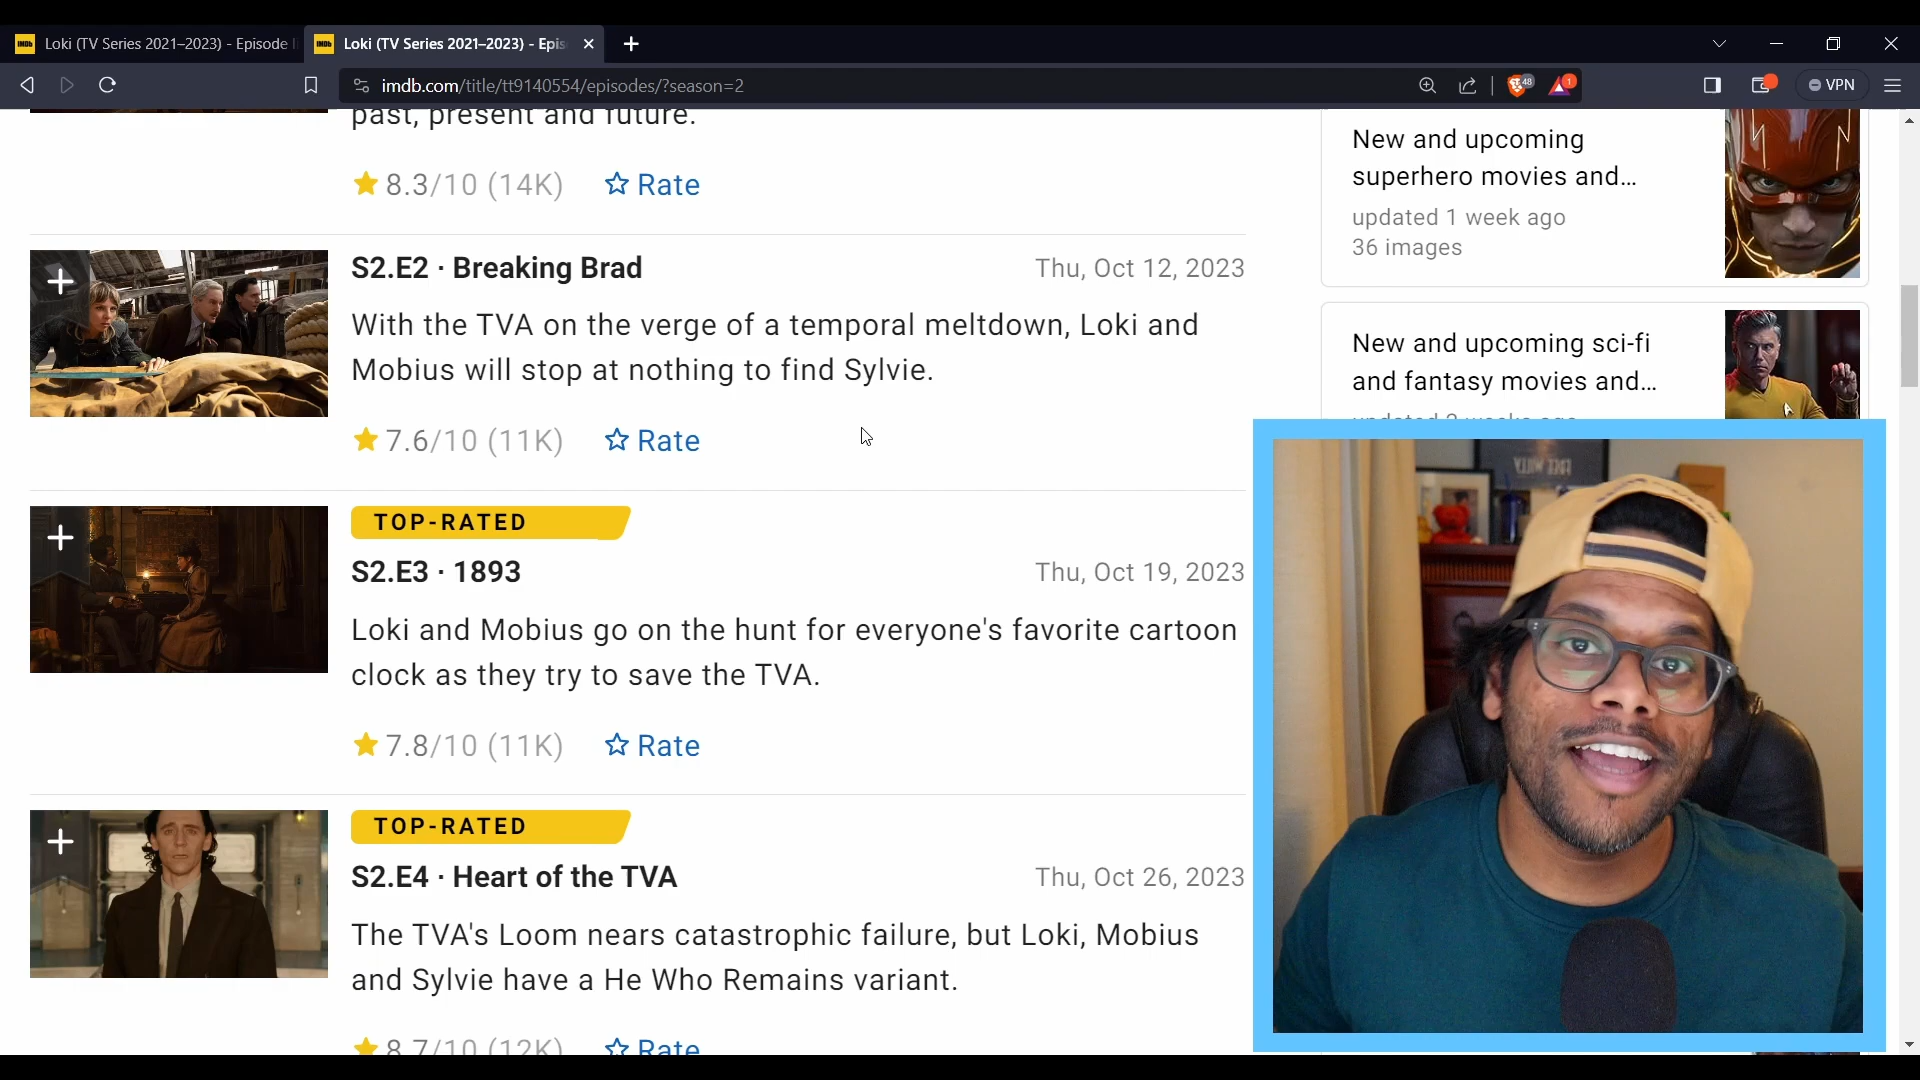 Loki (TV Series 2021–2023) - Episode
Loki (TV Series 2021–2023) - Epis
imdb.com/title/tt9140554/episodes/?season=2
48
1
VPN
past, present and future.
8.3/10 (14K)
Rate
S2.E2 · Breaking Brad
Thu, Oct 12, 2023
With the TVA on the verge of a temporal meltdown, Loki and
Mobius will stop at nothing to find Sylvie.
7.6/10 (11K)
Rate
TOP-RATED
S2.E3 · 1893
Thu, Oct 19, 2023
Loki and Mobius go on the hunt for everyone's favorite cartoon
clock as they try to save the TVA.
7.8/10 (11K)
Rate
TOP-RATED
S2.E4 · Heart of the TVA
Thu, Oct 26, 2023
The TVA's Loom nears catastrophic failure, but Loki, Mobius
and Sylvie have a He Who Remains variant.
8.7/10 (12K)
Rate
New and upcoming
superhero movies and...
updated 1 week ago
36 images
New and upcoming sci-fi
and fantasy movies and...